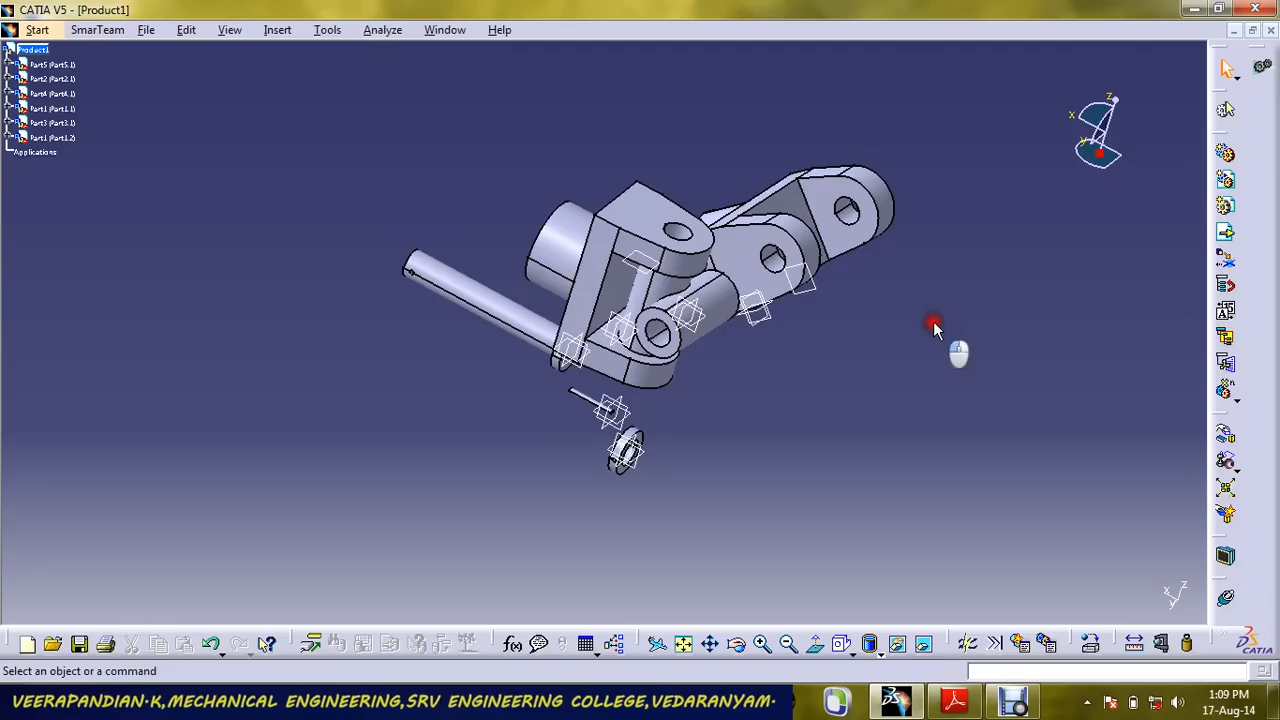 CATIA V5 - [Product1]
Start SmarTeam File Edit View Insert Tools Analyze Window Help
Product1
Part5 (Part5.1)
Part2 (Part2.1)
Part4 (Part4.1)
Part1 (Part1.1)
Part3 (Part3.1)
Part1 (Part1.2)
Applications
z
x
y
x z
y
f(x)
CATIA
Select an object or a command
VEERAPANDIAN.K,MECHANICAL ENGINEERING,SRV ENGINEERING COLLEGE,VEDARANYAM.
1:09 PM
17-Aug-14